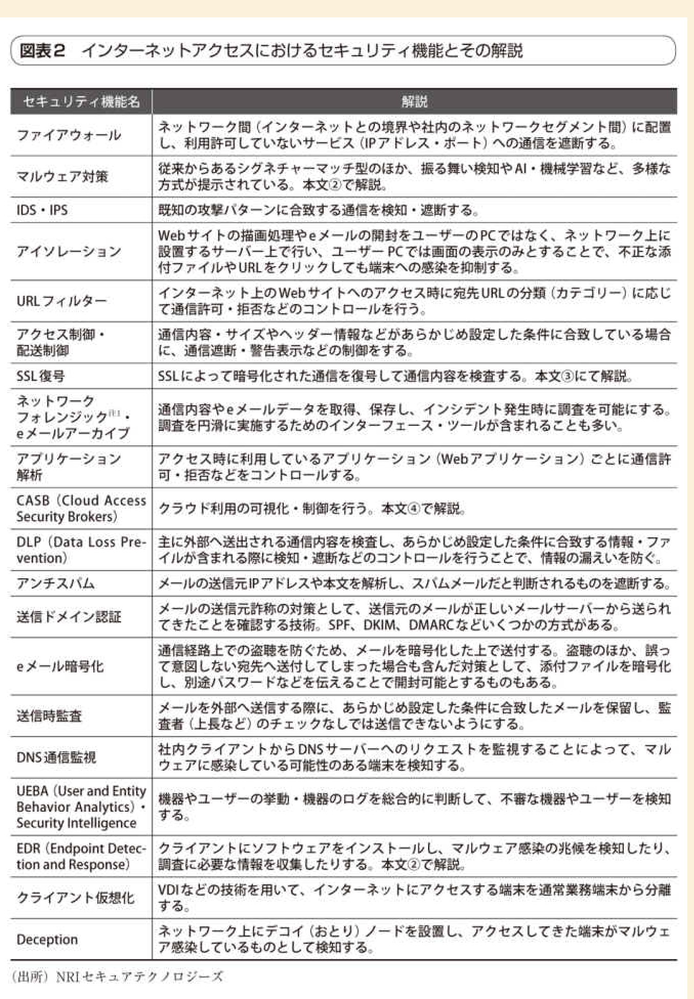 図表2 インターネットアクセスにおけるセキュリティ機能とその解説
セキュリティ機能名
解説
ファイアウォール
ネットワーク間（インターネットとの境界や社内のネットワークセグメント間）に配置
し、利用許可していないサービス（IPアドレス・ポート）への通信を遮断する。
マルウェア対策
従来からあるシグネチャーマッチ型のほか、振る舞い検知やAI・機械学習など、多様な
方式が提示されている。本文②で解説。
IDS・IPS
既知の攻撃パターンに合致する通信を検知・遮断する。
アイソレーション
Webサイトの描画処理やeメールの開封をユーザーのPCではなく、ネットワーク上に
設置するサーバー上で行い、ユーザーPCでは画面の表示のみとすることで、不正な添
付ファイルやURLをクリックしても端末への感染を抑制する。
URLフィルター
インターネット上のWebサイトへのアクセス時に宛先URLの分類（カテゴリー）に応じ
て通信許可・拒否などのコントロールを行う。
アクセス制御・
配送制御
通信内容・サイズやヘッダー情報などがあらかじめ設定した条件に合致している場合
に、通信遮断・警告表示などの制御をする。
SSL復号
SSLによって暗号化された通信を復号して通信内容を検査する。本文③にて解説。
ネットワーク
フォレンジック注1・
eメールアーカイブ
通信内容やeメールデータを取得、保存し、インシデント発生時に調査を可能にする。
調査を円滑に実施するためのインターフェース・ツールが含まれることも多い。
アプリケーション
解析
アクセス時に利用しているアプリケーション（Webアプリケーション）ごとに通信許
可・拒否などをコントロールする。
CASB（Cloud Access
Security Brokers）
クラウド利用の可視化・制御を行う。本文④で解説。
DLP（Data Loss Pre-
vention）
主に外部へ送出される通信内容を検査し、あらかじめ設定した条件に合致する情報・ファ
イルが含まれる際に検知・遮断などのコントロールを行うことで、情報の漏えいを防ぐ。
アンチスパム
メールの送信元IPアドレスや本文を解析し、スパムメールだと判断されるものを遮断する。
送信ドメイン認証
メールの送信元詐称の対策として、送信元のメールが正しいメールサーバーから送られ
てきたことを確認する技術。SPF、DKIM、DMARCなどいくつかの方式がある。
eメール暗号化
通信経路上での盗聴を防ぐため、メールを暗号化した上で送付する。盗聴のほか、誤っ
て意図しない宛先へ送付してしまった場合も含んだ対策として、添付ファイルを暗号化
し、別途パスワードなどを伝えることで開封可能とするものもある。
送信時監査
メールを外部へ送信する際に、あらかじめ設定した条件に合致したメールを保留し、監
査者（上長など）のチェックなしでは送信できないようにする。
DNS通信監視
社内クライアントからDNSサーバーへのリクエストを監視することによって、マル
ウェアに感染している可能性のある端末を検知する。
UEBA（User and Entity
Behavior Analytics）・
Security Intelligence
機器やユーザーの挙動・機器のログを総合的に判断して、不審な機器やユーザーを検知
する。
EDR（Endpoint Detec-
tion and Response）
クライアントにソフトウェアをインストールし、マルウェア感染の兆候を検知したり、
調査に必要な情報を収集したりする。本文②で解説。
クライアント仮想化
VDIなどの技術を用いて、インターネットにアクセスする端末を通常業務端末から分離
する。
Deception
ネットワーク上にデコイ（おとり）ノードを設置し、アクセスしてきた端末がマルウェ
ア感染しているものとして検知する。
（出所）NRIセキュアテクノロジーズ